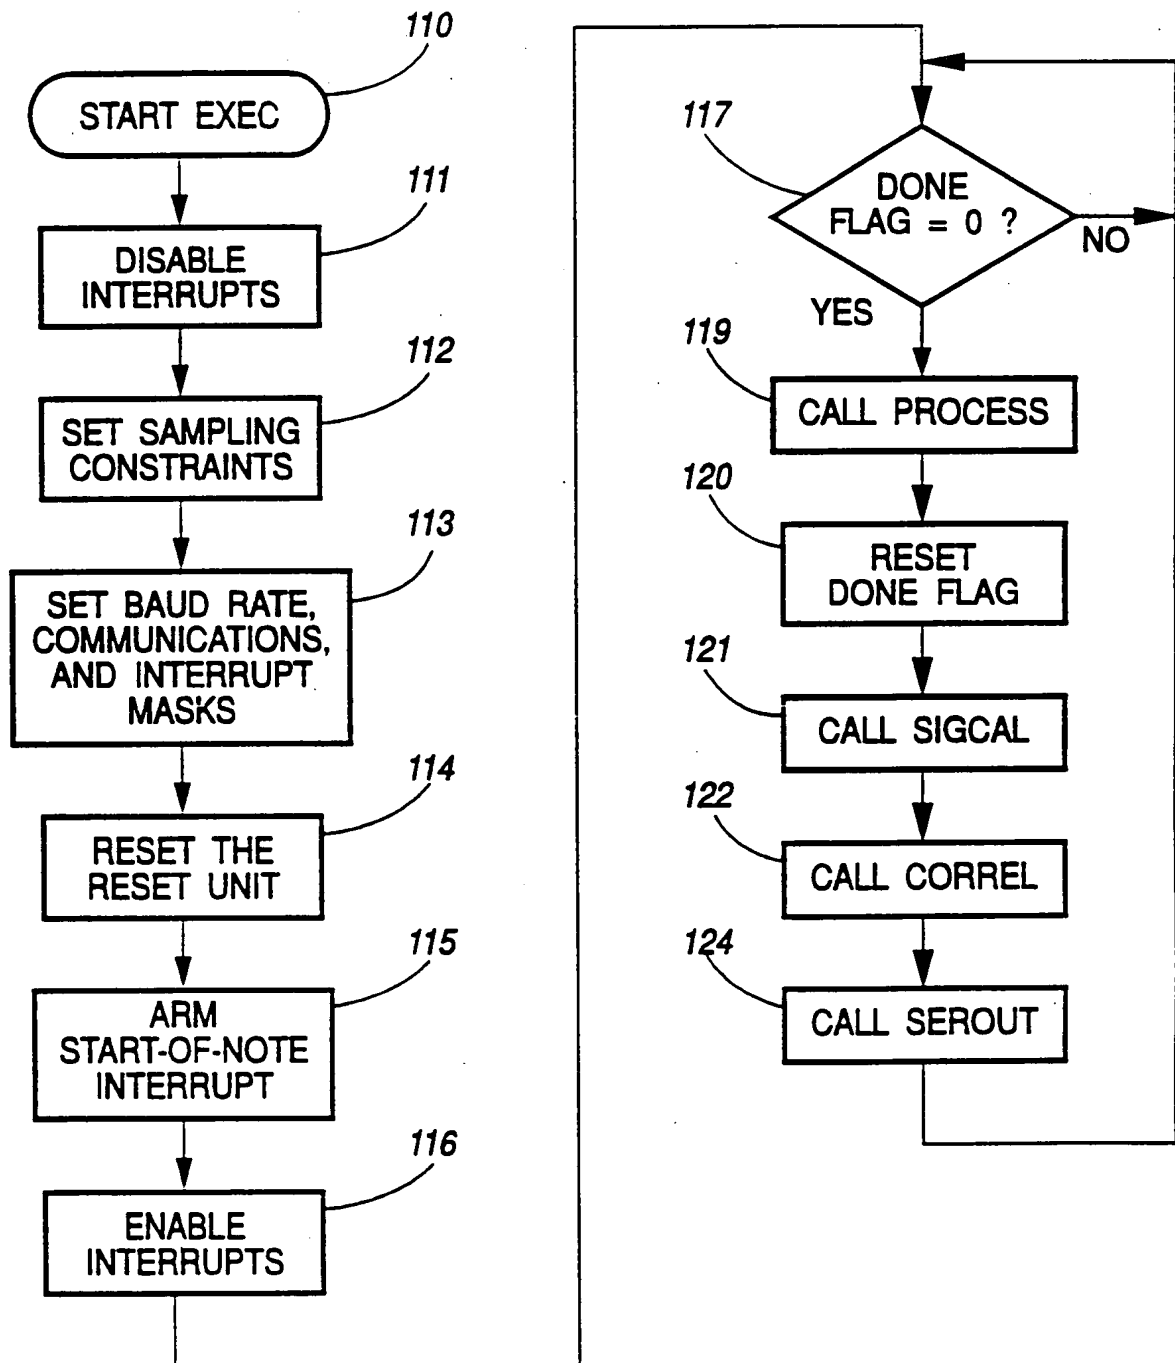 110
START EXEC
111
DISABLE
INTERRUPTS
112
SET SAMPLING
CONSTRAINTS
113
SET BAUD RATE,
COMMUNICATIONS,
AND INTERRUPT
MASKS
114
RESET THE
RESET UNIT
115
ARM
START-OF-NOTE
INTERRUPT
116
ENABLE
INTERRUPTS
117
DONE
FLAG = 0 ?
NO
YES
119
CALL PROCESS
120
RESET
DONE FLAG
121
CALL SIGCAL
122
CALL CORREL
124
CALL SEROUT